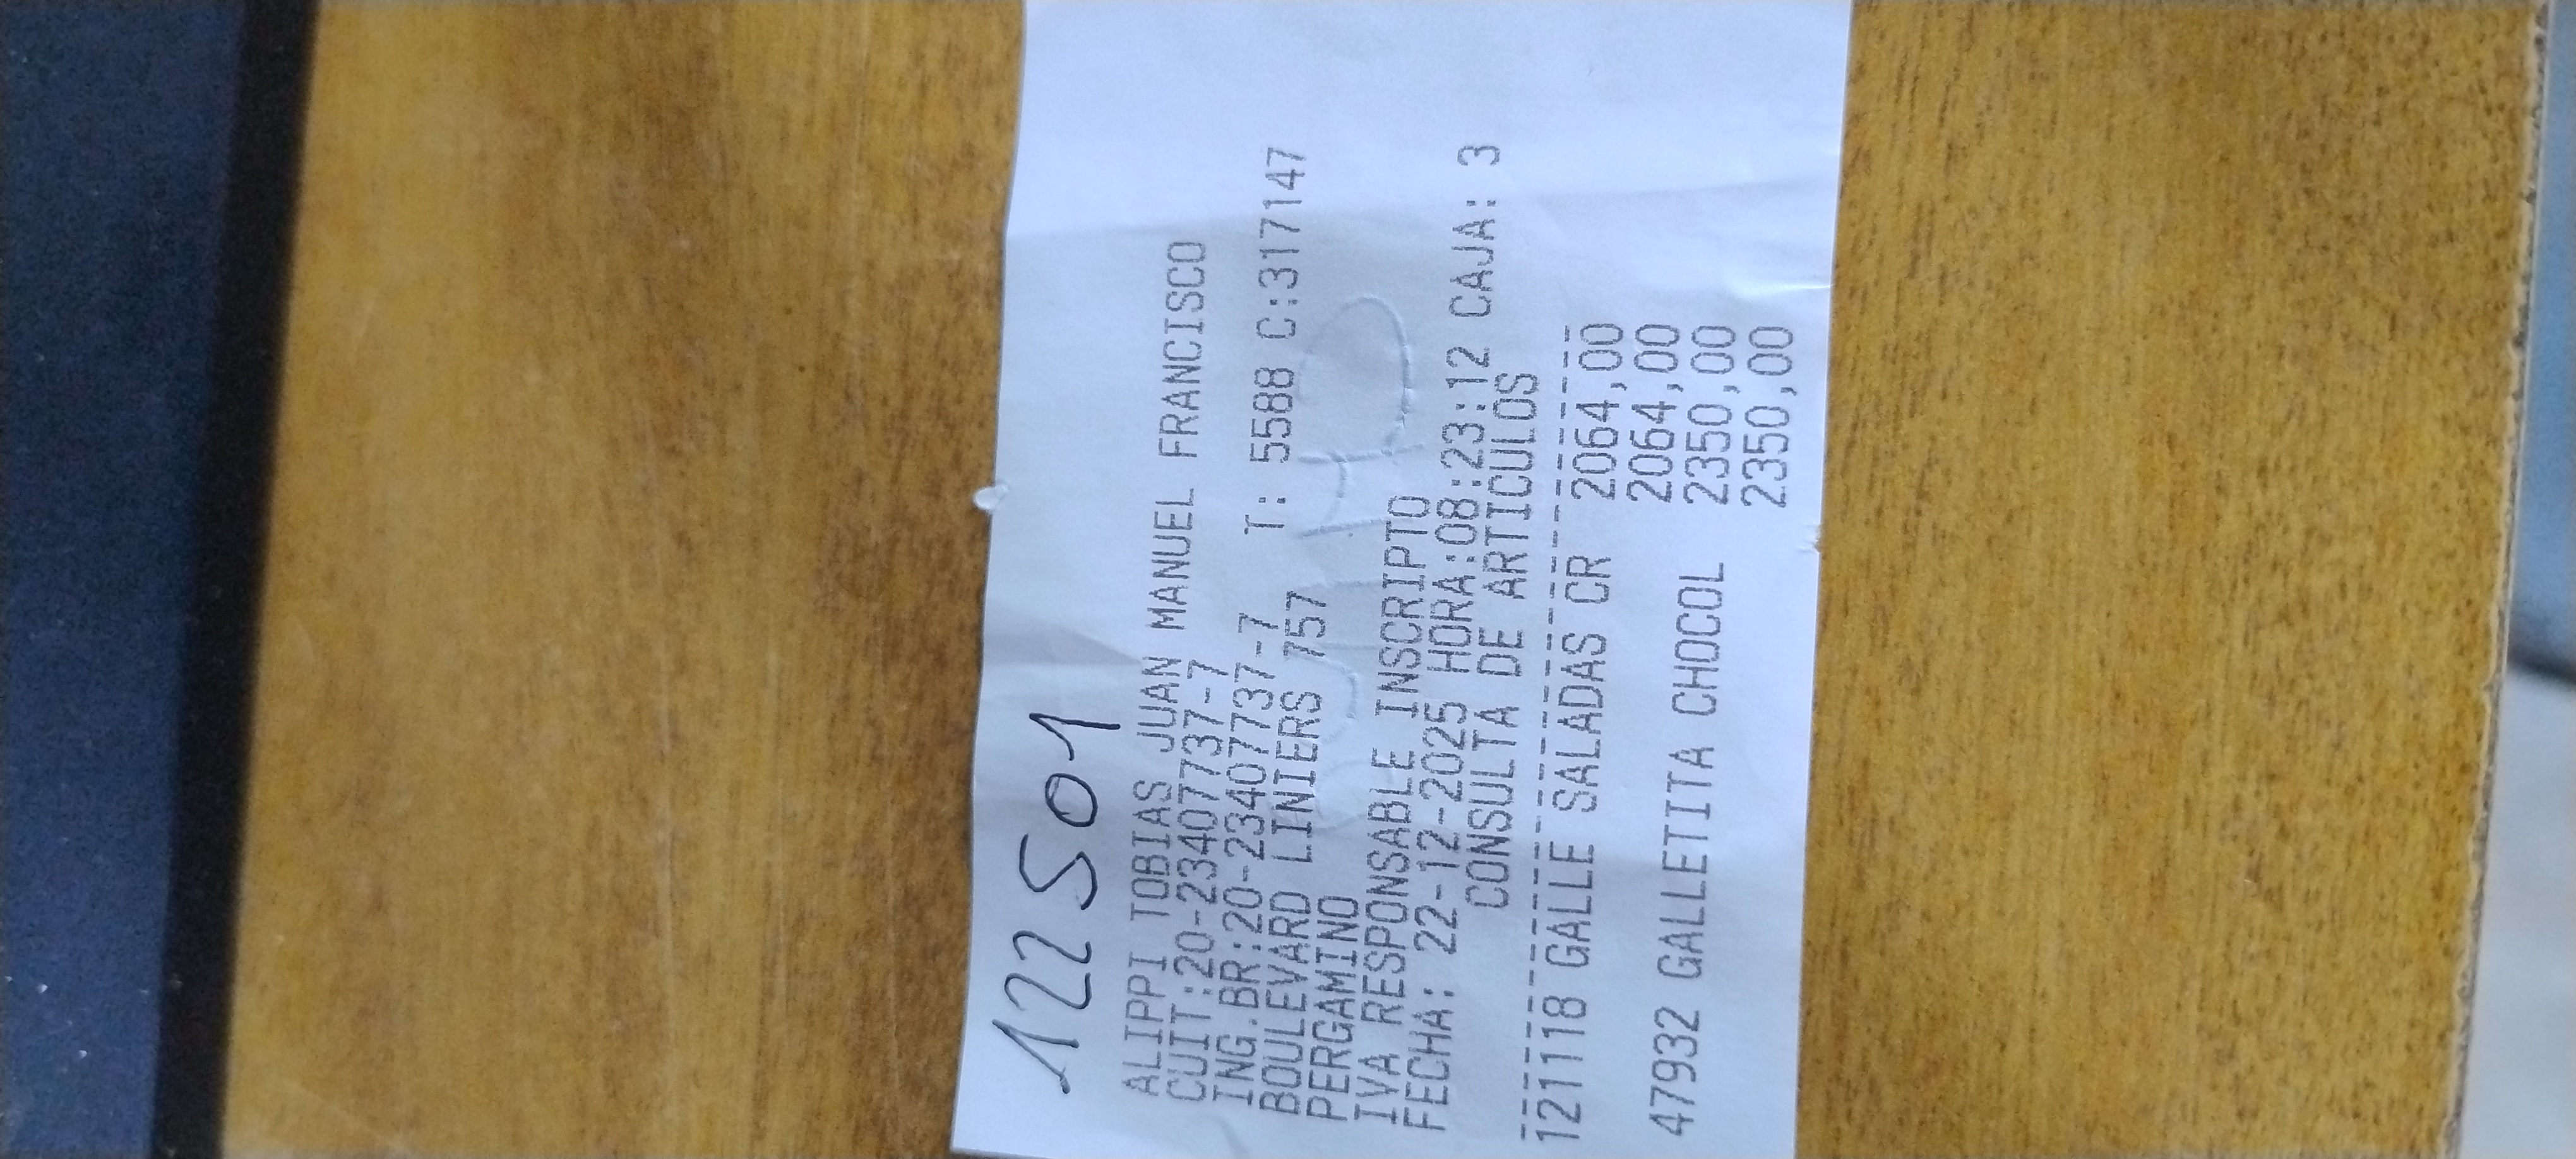 122501
ALIPPI TOBIAS JUAN MANUEL FRANCISCO
CUIT:20-23407737-7
ING.BR:20-23407737-7
BOULEVARD LINIERS 757 T: 5588 C:317147
PERGAMINO
IVA RESPONSABLE INSCRIPTO
FECHA: 22-12-2025 HORA:08:23:12 CAJA: 3
CONSULTA DE ARTICULOS
121118 GALLE SALADAS CR 2064,00
2064,00
47932 GALLETITA CHOCOL 2350,00
2350,00